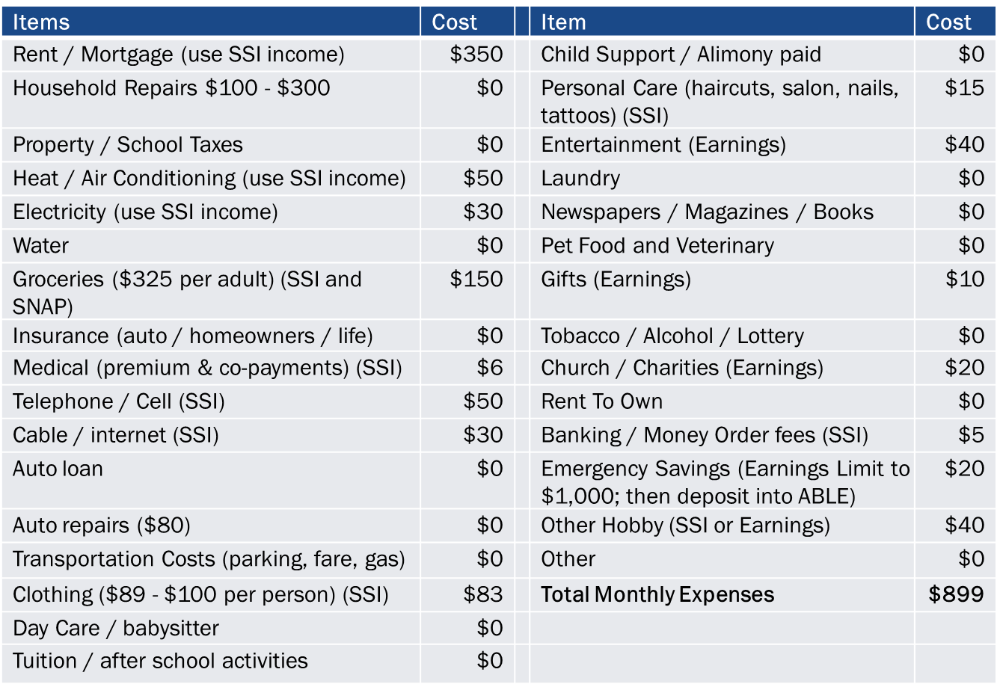 Items Cost Item Cost
Rent / Mortgage (use SSI income) $350 Child Support / Alimony paid $0
Household Repairs $100 - $300 $0 Personal Care (haircuts, salon, nails, $15
tattoos) (SSI)
Property / School Taxes $0 Entertainment (Earnings) $40
Heat / Air Conditioning (use SSI income) $50 Laundry $0
Electricity (use SSI income) $30 Newspapers / Magazines / Books $0
Water $0 Pet Food and Veterinary $0
Groceries ($325 per adult) (SSI and $150 Gifts (Earnings) $10
SNAP)
Insurance (auto / homeowners / life) $0 Tobacco / Alcohol / Lottery $0
Medical (premium & co-payments) (SSI) $6 Church / Charities (Earnings) $20
Telephone / Cell (SSI) $50 Rent To Own $0
Cable / internet (SSI) $30 Banking / Money Order fees (SSI) $5
Auto loan $0 Emergency Savings (Earnings Limit to $20
$1,000; then deposit into ABLE)
Auto repairs ($80) $0 Other Hobby (SSI or Earnings) $40
Transportation Costs (parking, fare, gas) $0 Other $0
Clothing ($89 - $100 per person) (SSI) $83 Total Monthly Expenses $899
Day Care / babysitter $0
Tuition / after school activities $0